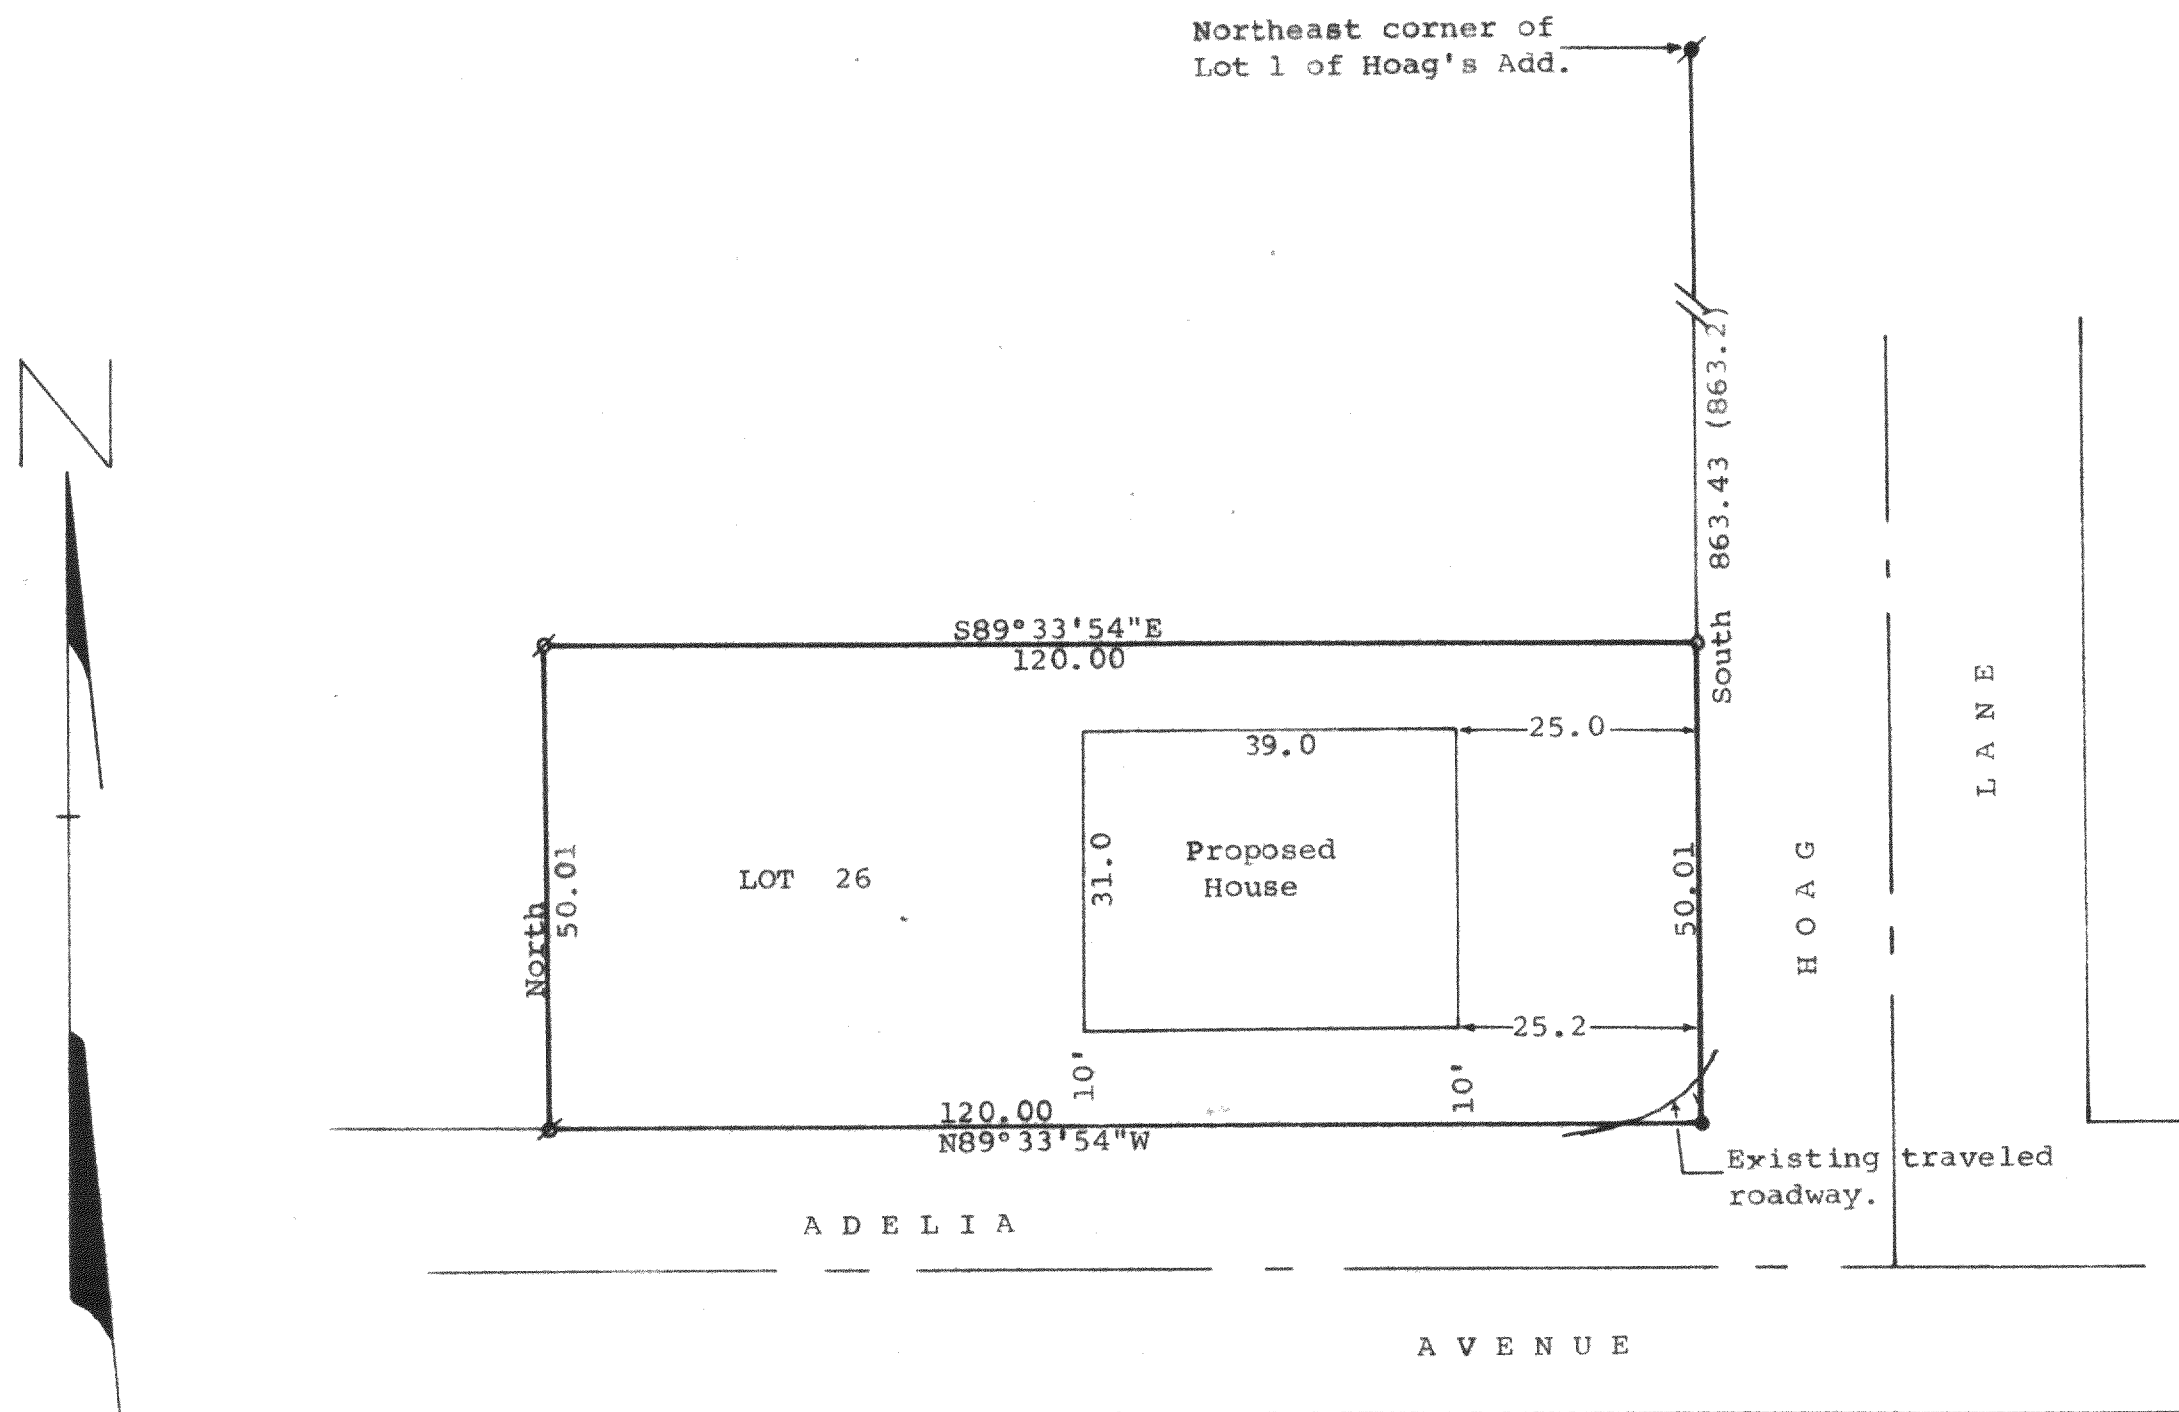 Northeast corner of
Lot 1 of Hoag's Add.
N
South 863.43 (863.2)
S89°33'54"E
120.00
25.0
39.0
LANE
HOAG
Proposed
House
31.0
LOT 26
50.01
North
50.01
25.2
10'
10'
120.00
N89°33'54"W
Existing traveled
roadway.
ADELIA
AVENUE